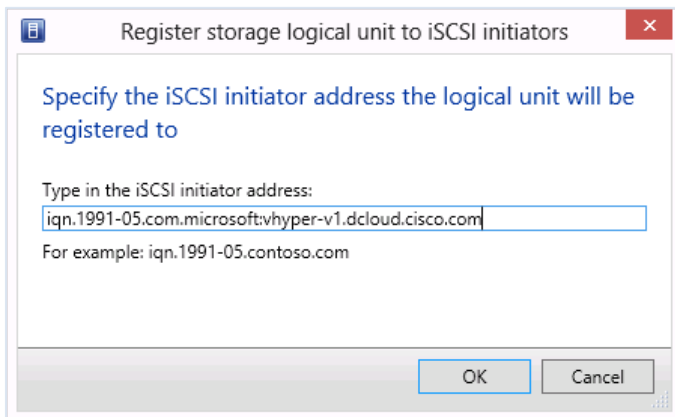 Register storage logical unit to iSCSI initiators
Specify the iSCSI initiator address the logical unit will be
registered to
Type in the iSCSI initiator address:
iqn.1991-05.com.microsoft:vhyper-v1.dcloud.cisco.com
For example: iqn.1991-05.contoso.com
OK Cancel